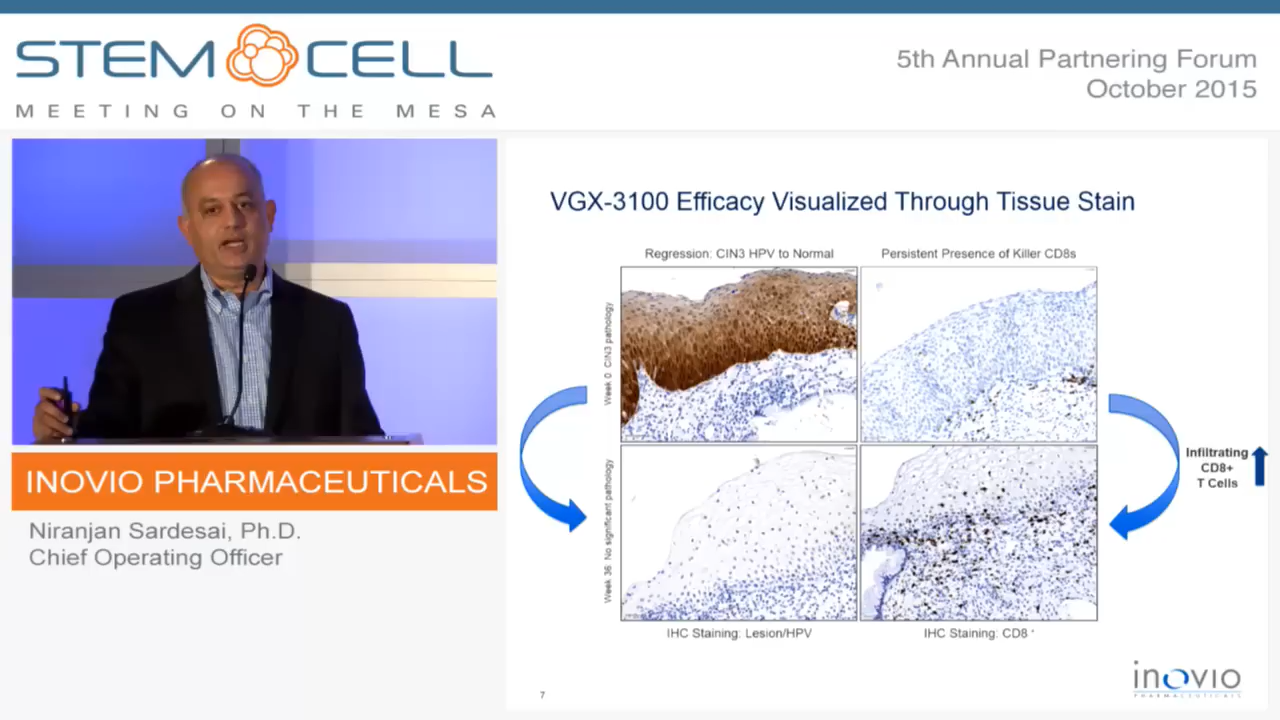 STEM CELL
MEETING ON THE MESA
5th Annual Partnering Forum
October 2015
INOVIO PHARMACEUTICALS
Niranjan Sardesai, Ph.D.
Chief Operating Officer
VGX-3100 Efficacy Visualized Through Tissue Stain
Regression: CIN3 HPV to Normal
Persistent Presence of Killer CD8s
Week 0 CIN3 pathology
Week 36 No significant pathology
Infiltrating
CD8+
T Cells
IHC Staining: Lesion/HPV
IHC Staining: CD8+
7
inovio
PHARMACEUTICALS